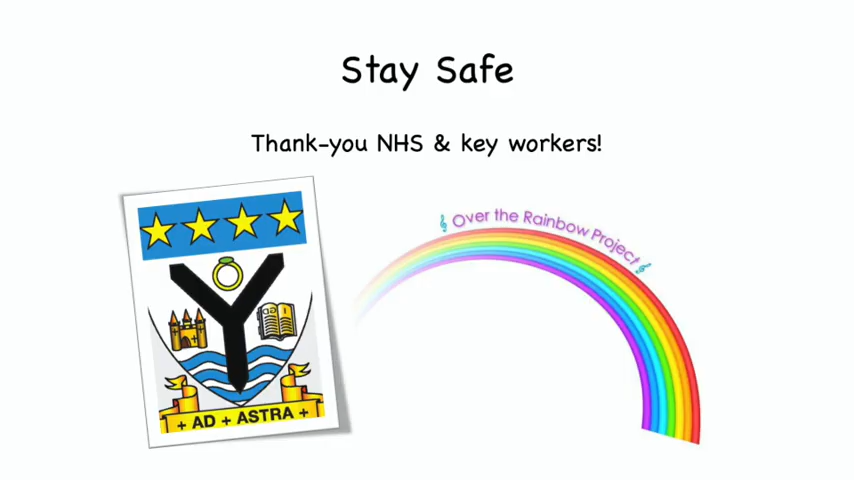 Stay Safe
Thank-you NHS & key workers!
Over the Rainbow Project
+ AD + ASTRA +